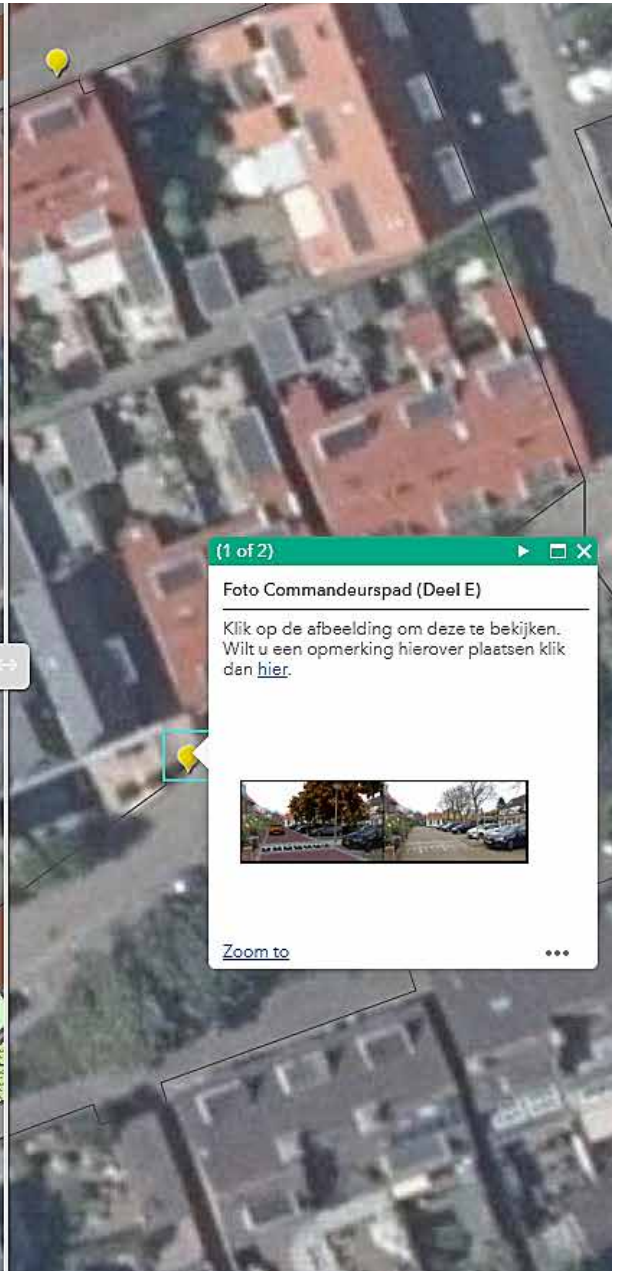 (1 of 2)
Foto Commandeurspad (Deel E)
Klik op de afbeelding om deze te bekijken.
Wilt u een opmerking hierover plaatsen klik
dan hier.
Zoom to